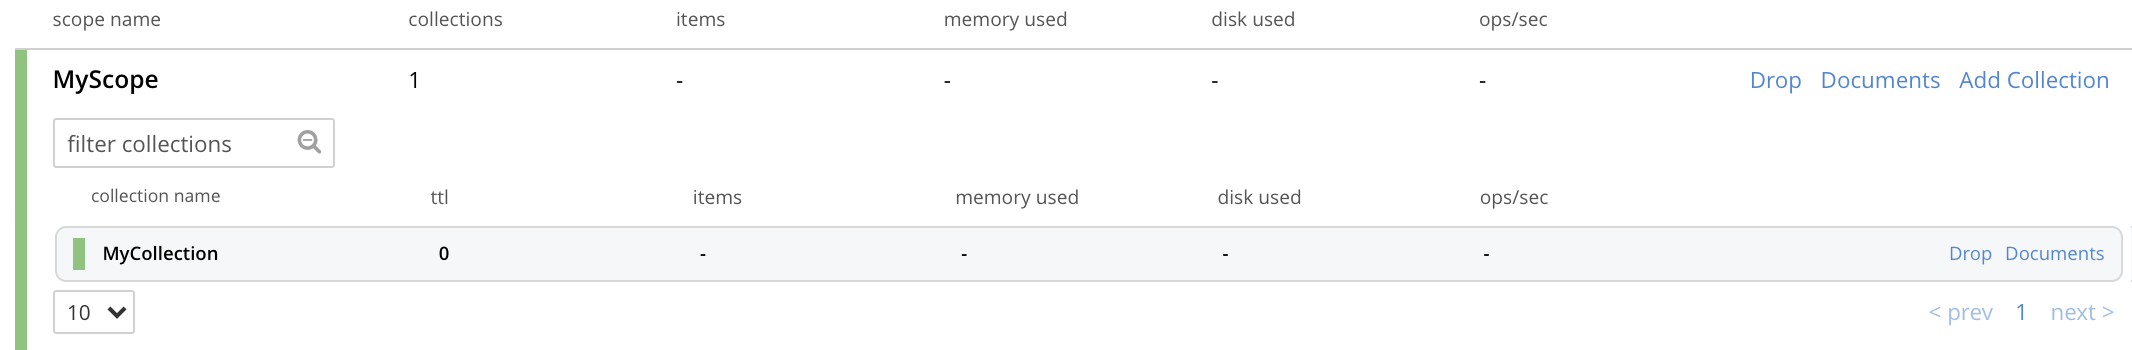 scope name collections items memory used disk used ops/sec
MyScope 1 - - - - Drop Documents Add Collection
filter collections
collection name ttl items memory used disk used ops/sec
MyCollection 0 - - - - Drop Documents
10 < prev 1 next >